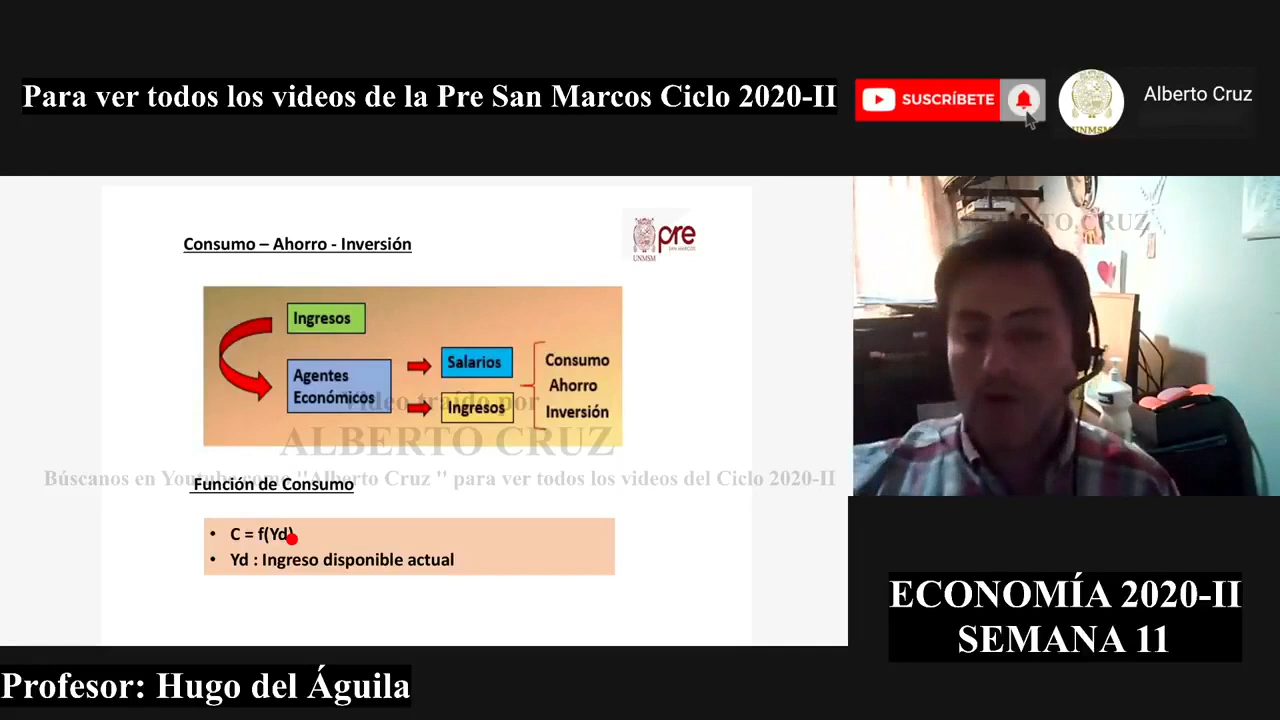 Para ver todos los videos de la Pre San Marcos Ciclo 2020-II
SUSCRÍBETE
UNMSM
Alberto Cruz
Consumo – Ahorro - Inversión
pre
UNMSM
Ingresos
Agentes
Económicos
Salarios
Ingresos
Consumo
Ahorro
Inversión
Video traído por
ALBERTO CRUZ
Búscanos en Youtube como "Alberto Cruz " para ver todos los videos del Ciclo 2020-II
Función de Consumo
• C = f(Yd)
• Yd : Ingreso disponible actual
CRUZ
ECONOMÍA 2020-II
SEMANA 11
Profesor: Hugo del Águila